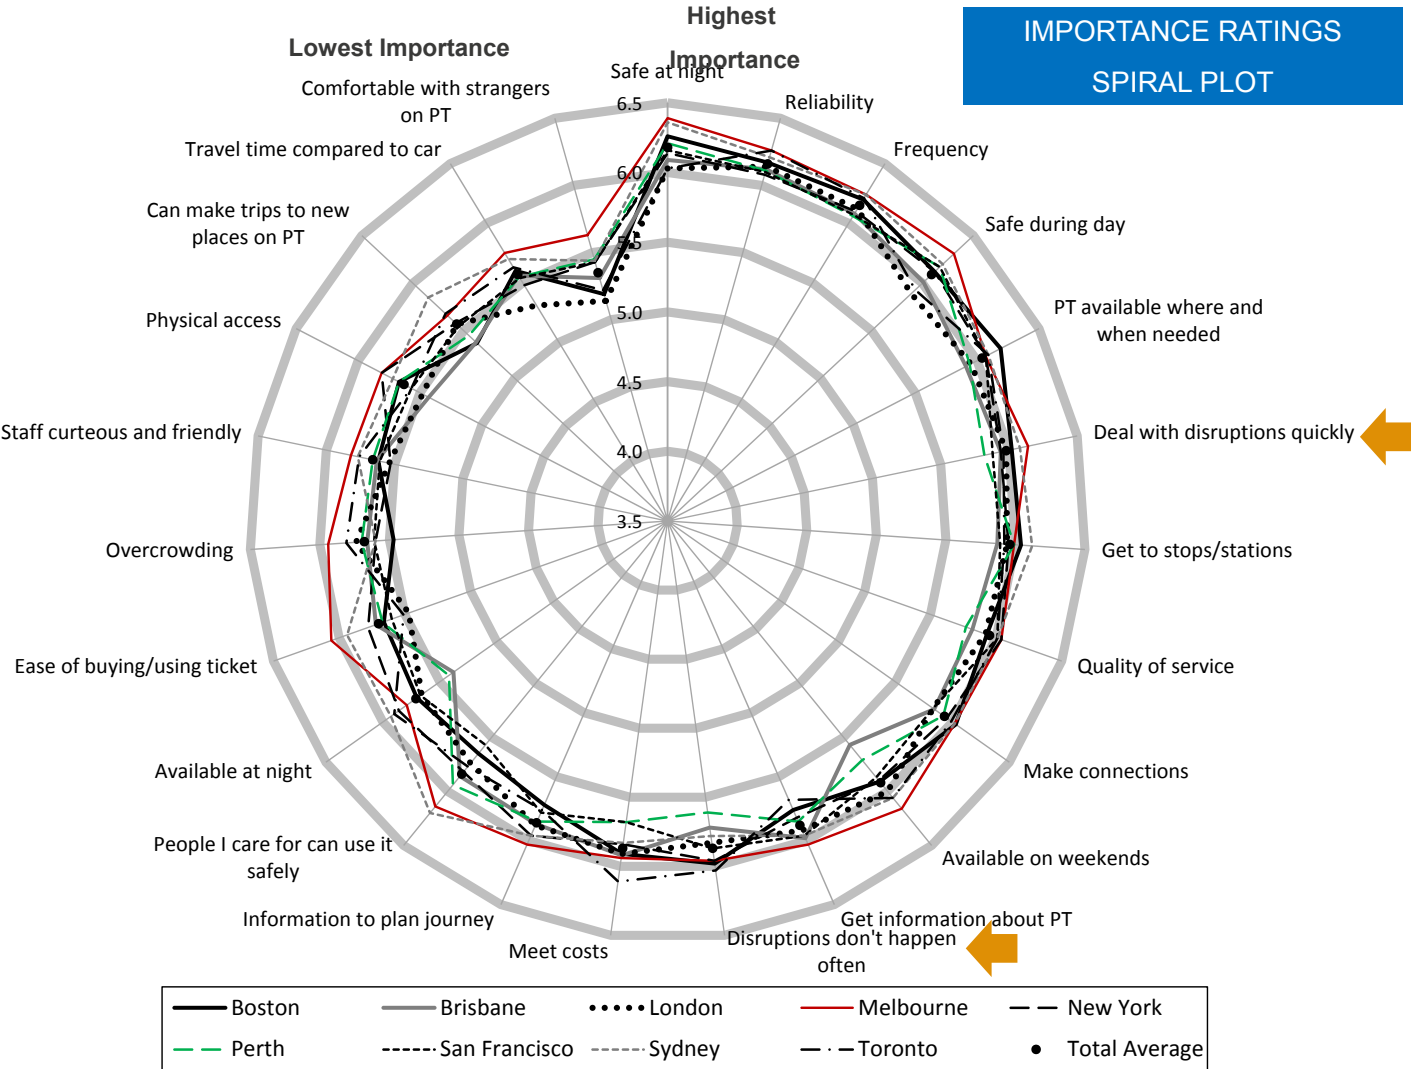 Highest
Importance
Lowest Importance
IMPORTANCE RATINGS
SPIRAL PLOT
Safe at night
Reliability
Frequency
Safe during day
PT available where and
when needed
Deal with disruptions quickly
Get to stops/stations
Quality of service
Make connections
Available on weekends
Get information about PT
Disruptions don't happen
often
Meet costs
Information to plan journey
People I care for can use it
safely
Available at night
Ease of buying/using ticket
Overcrowding
Staff curteous and friendly
Physical access
Can make trips to new
places on PT
Travel time compared to car
Comfortable with strangers
on PT
6.5
6.0
5.5
5.0
4.5
4.0
3.5
Boston
Brisbane
London
Melbourne
New York
Perth
San Francisco
Sydney
Toronto
Total Average